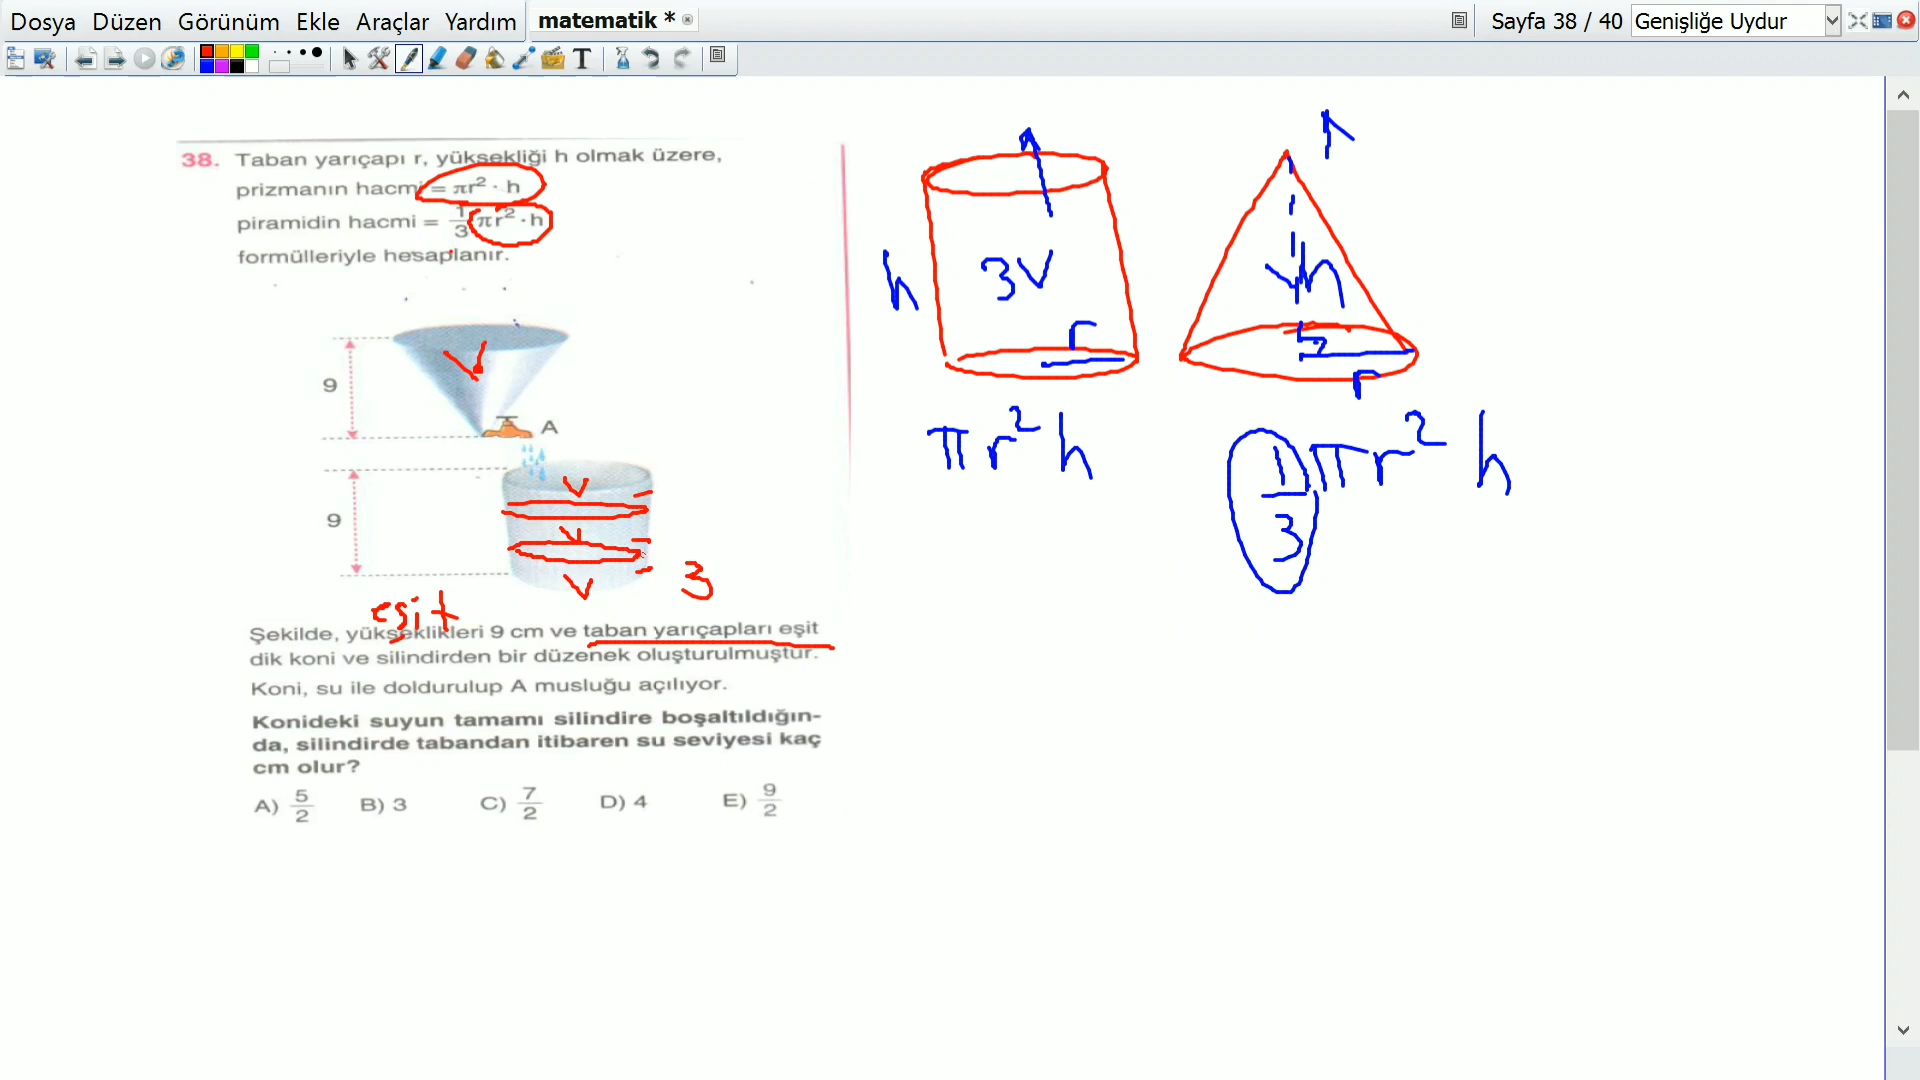 Dosya Düzen Görünüm Ekle Araçlar Yardım matematik * Sayfa 38 / 40 Genişliğe Uydur
T
38. Taban yarıçapı r, yüksekliği h olmak üzere,
prizmanın hacmi = πr² · h
piramidin hacmi = 1/3 πr² · h
formülleriyle hesaplanır.
9
V
A
9
V
V
V
3
eşit
Şekilde, yükseklikleri 9 cm ve taban yarıçapları eşit
dik koni ve silindirden bir düzenek oluşturulmuştur.
Koni, su ile doldurulup A musluğu açılıyor.
Konideki suyun tamamı silindire boşaltıldığın-
da, silindirde tabandan itibaren su seviyesi kaç
cm olur?
A) 5/2 B) 3 C) 7/2 D) 4 E) 9/2
h
3V
r
πr²h
V
h
r
1/3 πr²h